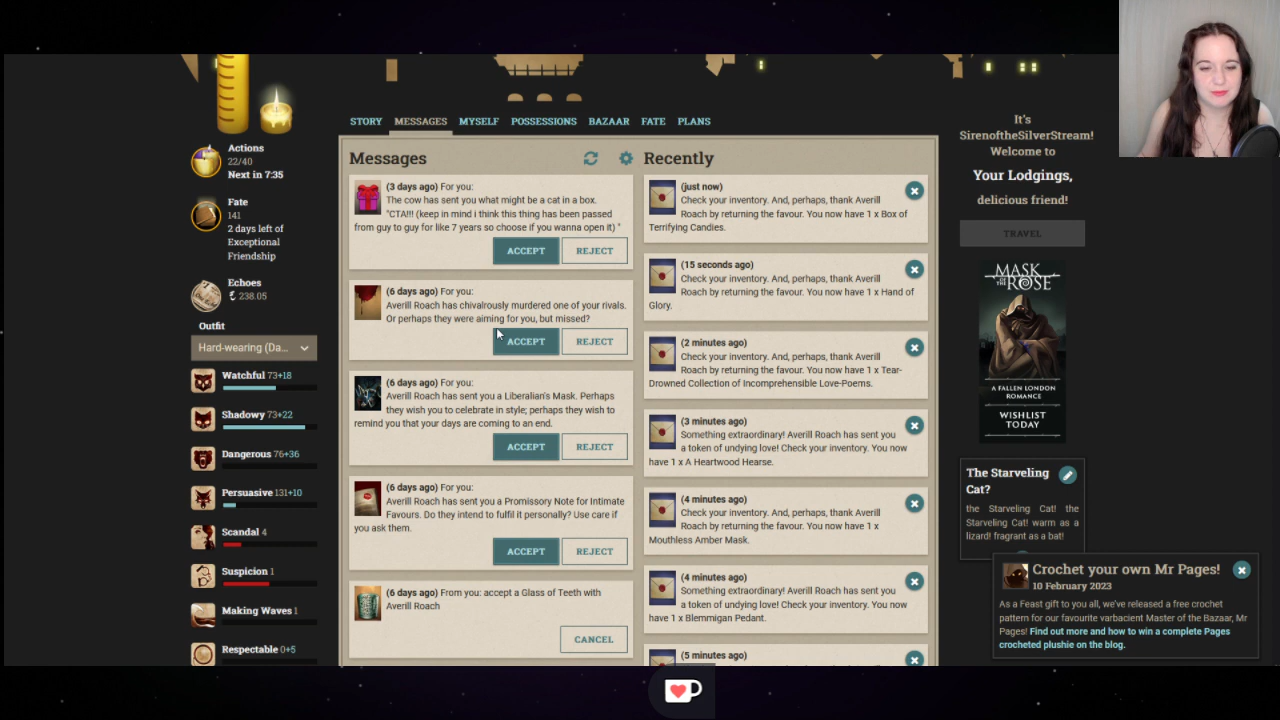 STORY MESSAGES MYSELF POSSESSIONS BAZAAR FATE PLANS
Actions
22/40
Next in 7:35
Fate
141
2 days left of
Exceptional
Friendship
Echoes
238.05
Outfit
Hard-wearing (Da...
Watchful 73+18
Shadowy 73+22
Dangerous 76+36
Persuasive 131+10
Scandal 4
Suspicion 1
Making Waves 1
Respectable 0+5
Messages
(3 days ago) For you:
The cow has sent you what might be a cat in a box.
"CTA!!! (keep in mind i think this thing has been passed
from guy to guy for like 7 years so choose if you wanna open it) "
ACCEPT REJECT
(6 days ago) For you:
Averill Roach has chivalrously murdered one of your rivals.
Or perhaps they were aiming for you, but missed?
ACCEPT REJECT
(6 days ago) For you:
Averill Roach has sent you a Liberalian's Mask. Perhaps
they wish you to celebrate in style; perhaps they wish to
remind you that your days are coming to an end.
ACCEPT REJECT
(6 days ago) For you:
Averill Roach has sent you a Promissory Note for Intimate
Favours. Do they intend to fulfil it personally? Use care if
you ask them.
ACCEPT REJECT
(6 days ago) From you: accept a Glass of Teeth with
Averill Roach
CANCEL
Recently
(just now)
Check your inventory. And, perhaps, thank Averill
Roach by returning the favour. You now have 1 x Box of
Terrifying Candies.
(15 seconds ago)
Check your inventory. And, perhaps, thank Averill
Roach by returning the favour. You now have 1 x Hand of
Glory.
(2 minutes ago)
Check your inventory. And, perhaps, thank Averill
Roach by returning the favour. You now have 1 x Tear-
Drowned Collection of Incomprehensible Love-Poems.
(3 minutes ago)
Something extraordinary! Averill Roach has sent you
a token of undying love! Check your inventory. You now
have 1 x A Heartwood Hearse.
(4 minutes ago)
Check your inventory. And, perhaps, thank Averill
Roach by returning the favour. You now have 1 x
Mouthless Amber Mask.
(4 minutes ago)
Something extraordinary! Averill Roach has sent you
a token of undying love! Check your inventory. You now
have 1 x Blemmigan Pedant.
(5 minutes ago)
It's
SirenoftheSilverStream!
Welcome to
Your Lodgings,
delicious friend!
TRAVEL
MASK
OF THE
ROSE
A FALLEN LONDON
ROMANCE
WISHLIST
TODAY
The Starveling
Cat?
the Starveling Cat! the
Starveling Cat! warm as a
lizard! fragrant as a bat!
Crochet your own Mr Pages!
10 February 2023
As a Feast gift to you all, we've released a free crochet
pattern for our favourite varbacient Master of the Bazaar, Mr
Pages! Find out more and how to win a complete Pages
crocheted plushie on the blog.